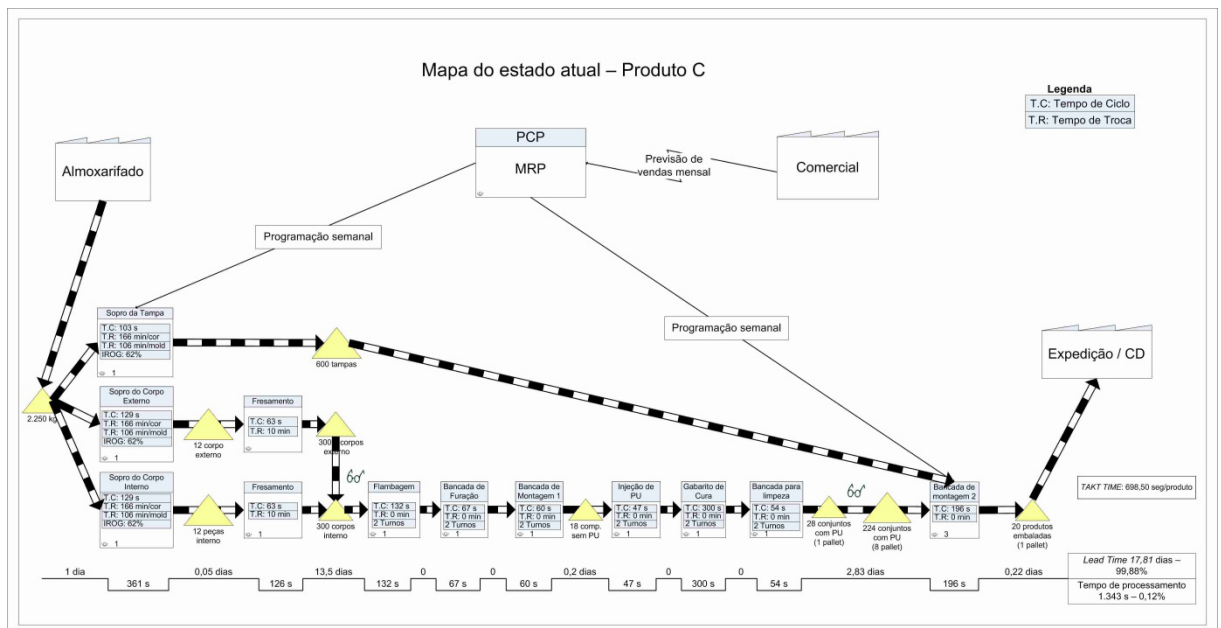 Mapa do estado atual – Produto C
Legenda
T.C: Tempo de Ciclo
T.R: Tempo de Troca
Almoxarifado
PCP
MRP
Previsão de
vendas mensal
Comercial
Programação semanal
Programação semanal
Expedição / CD
2.250 kg
Sopro da Tampa
T.C: 103 s
T.R: 166 min/cor
T.R: 106 min/mold
IROG: 62%
1
600 tampas
Sopro do Corpo
Externo
T.C: 129 s
T.R: 166 min/cor
T.R: 106 min/mold
IROG: 62%
1
12 corpo
externo
Fresamento
T.C: 63 s
T.R: 10 min
1
300 corpos
externo
Sopro do Corpo
Interno
T.C: 129 s
T.R: 166 min/cor
T.R: 106 min/mold
IROG: 62%
1
12 peças
interno
Fresamento
T.C: 63 s
T.R: 10 min
1
300 corpos
interno
Flambagem
T.C: 132 s
T.R: 0 min
2 Turnos
1
Bancada de
Furação
T.C: 67 s
T.R: 0 min
2 Turnos
1
Bancada de
Montagem 1
T.C: 60 s
T.R: 0 min
2 Turnos
1
18 comp.
sem PU
Injeção de
PU
T.C: 47 s
T.R: 0 min
2 Turnos
1
Gabarito de
Cura
T.C: 300 s
T.R: 0 min
2 Turnos
1
Bancada para
limpeza
T.C: 54 s
T.R: 0 min
2 Turnos
1
28 conjuntos
com PU
(1 pallet)
224 conjuntos
com PU
(8 pallet)
Bancada de
montagem 2
T.C: 196 s
T.R: 0 min
3
20 produtos
embaladas
(1 pallet)
TAKT TIME: 698,50 seg/produto
1 dia
361 s
0,05 dias
126 s
13,5 dias
132 s
0
67 s
0
60 s
0,2 dias
47 s
0
300 s
0
54 s
2,83 dias
196 s
0,22 dias
Lead Time 17,81 dias –
99,88%
Tempo de processamento
1.343 s – 0,12%